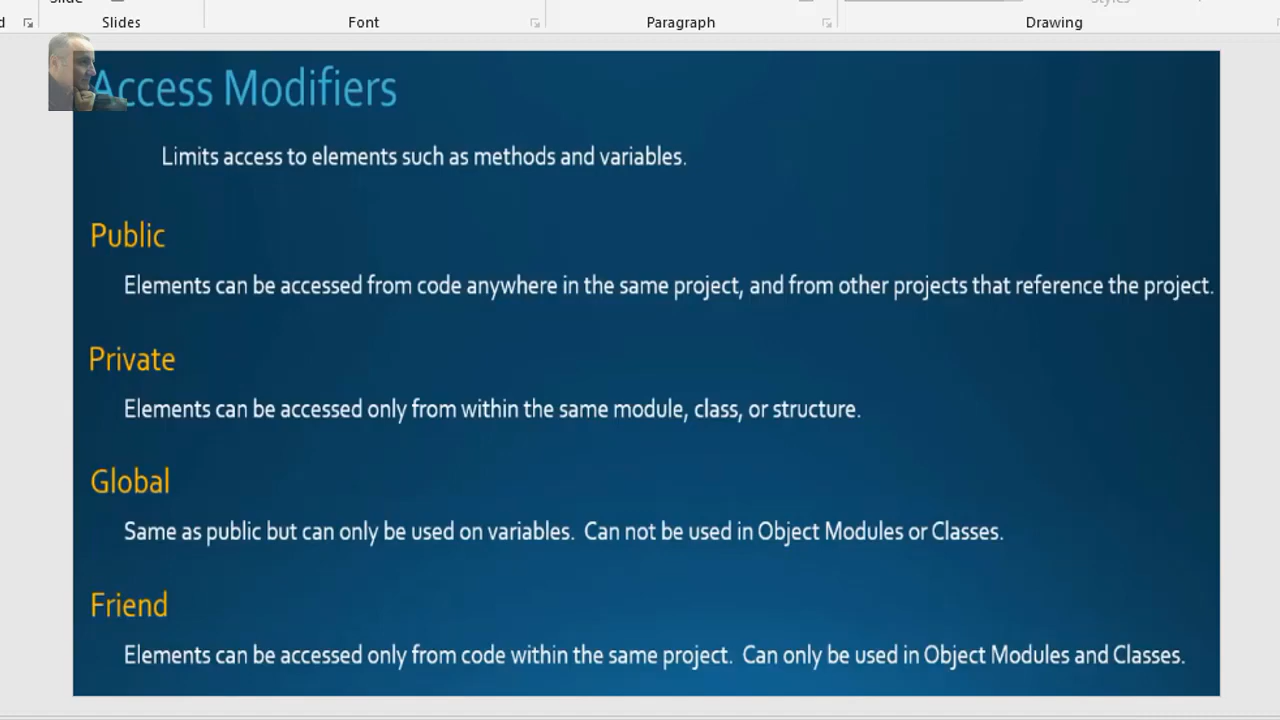 Slide
d
Slides
Font
Paragraph
Styles
Drawing
Access Modifiers
Limits access to elements such as methods and variables.
Public
Elements can be accessed from code anywhere in the same project, and from other projects that reference the project.
Private
Elements can be accessed only from within the same module, class, or structure.
Global
Same as public but can only be used on variables.  Can not be used in Object Modules or Classes.
Friend
Elements can be accessed only from code within the same project.  Can only be used in Object Modules and Classes.